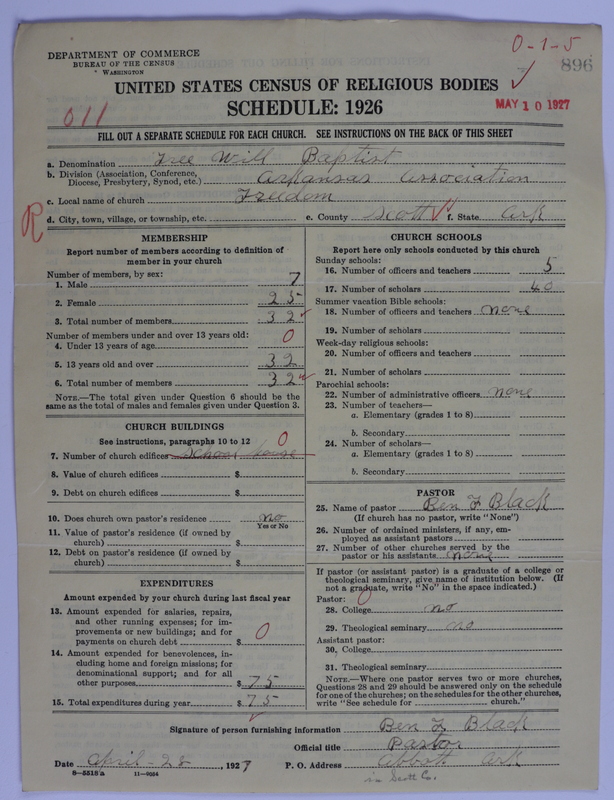 DEPARTMENT OF COMMERCE
BUREAU OF THE CENSUS
WASHINGTON
0-1-5
896
UNITED STATES CENSUS OF RELIGIOUS BODIES
SCHEDULE: 1926
011
MAY 10 1927
FILL OUT A SEPARATE SCHEDULE FOR EACH CHURCH. SEE INSTRUCTIONS ON THE BACK OF THIS SHEET
a. Denomination Free Will Baptist
b. Division (Association, Conference, Diocese, Presbytery, Synod, etc.) Arkansas Association
c. Local name of church Freedom
d. City, town, village, or township, etc. e. County Scott f. State Ark
R
MEMBERSHIP
Report number of members according to definition of member in your church
Number of members, by sex:
1. Male 7
2. Female 25
3. Total number of members 32
Number of members under and over 13 years old:
4. Under 13 years of age 0
5. 13 years old and over 32
6. Total number of members 32
NOTE.—The total given under Question 6 should be the same as the total of males and females given under Question 3.
CHURCH BUILDINGS
See instructions, paragraphs 10 to 12
7. Number of church edifices School house 0
8. Value of church edifices $
9. Debt on church edifices $
10. Does church own pastor's residence no
Yes or No
11. Value of pastor's residence (if owned by church) $
12. Debt on pastor's residence (if owned by church) $
EXPENDITURES
Amount expended by your church during last fiscal year
13. Amount expended for salaries, repairs, and other running expenses; for improvements or new buildings; and for payments on church debt $ 0
14. Amount expended for benevolences, including home and foreign missions; for denominational support; and for all other purposes $ 75
15. Total expenditures during year $ 75
CHURCH SCHOOLS
Report here only schools conducted by this church
Sunday schools:
16. Number of officers and teachers 5
17. Number of scholars 40
Summer vacation Bible schools:
18. Number of officers and teachers none
19. Number of scholars
Week-day religious schools:
20. Number of officers and teachers
21. Number of scholars
Parochial schools:
22. Number of administrative officers none
23. Number of teachers—
a. Elementary (grades 1 to 8)
b. Secondary
24. Number of scholars—
a. Elementary (grades 1 to 8)
b. Secondary
PASTOR
25. Name of pastor Ben F Black
(If church has no pastor, write "None")
26. Number of ordained ministers, if any, employed as assistant pastors
27. Number of other churches served by the pastor or his assistants none
If pastor (or assistant pastor) is a graduate of a college or theological seminary, give name of institution below. (If not a graduate, write "No" in the space indicated.)
Pastor: 0
28. College no
29. Theological seminary no
Assistant pastor:
30. College
31. Theological seminary
NOTE.—Where one pastor serves two or more churches, Questions 28 and 29 should be answered only on the schedule for one of the churches; on the schedules for the other churches, write "See schedule for church."
Signature of person furnishing information Ben F Black
Official title Pastor
Date April - 28, 1927 P. O. Address Abbott Ark
8—5518 a 11—9054
in Scott Co.